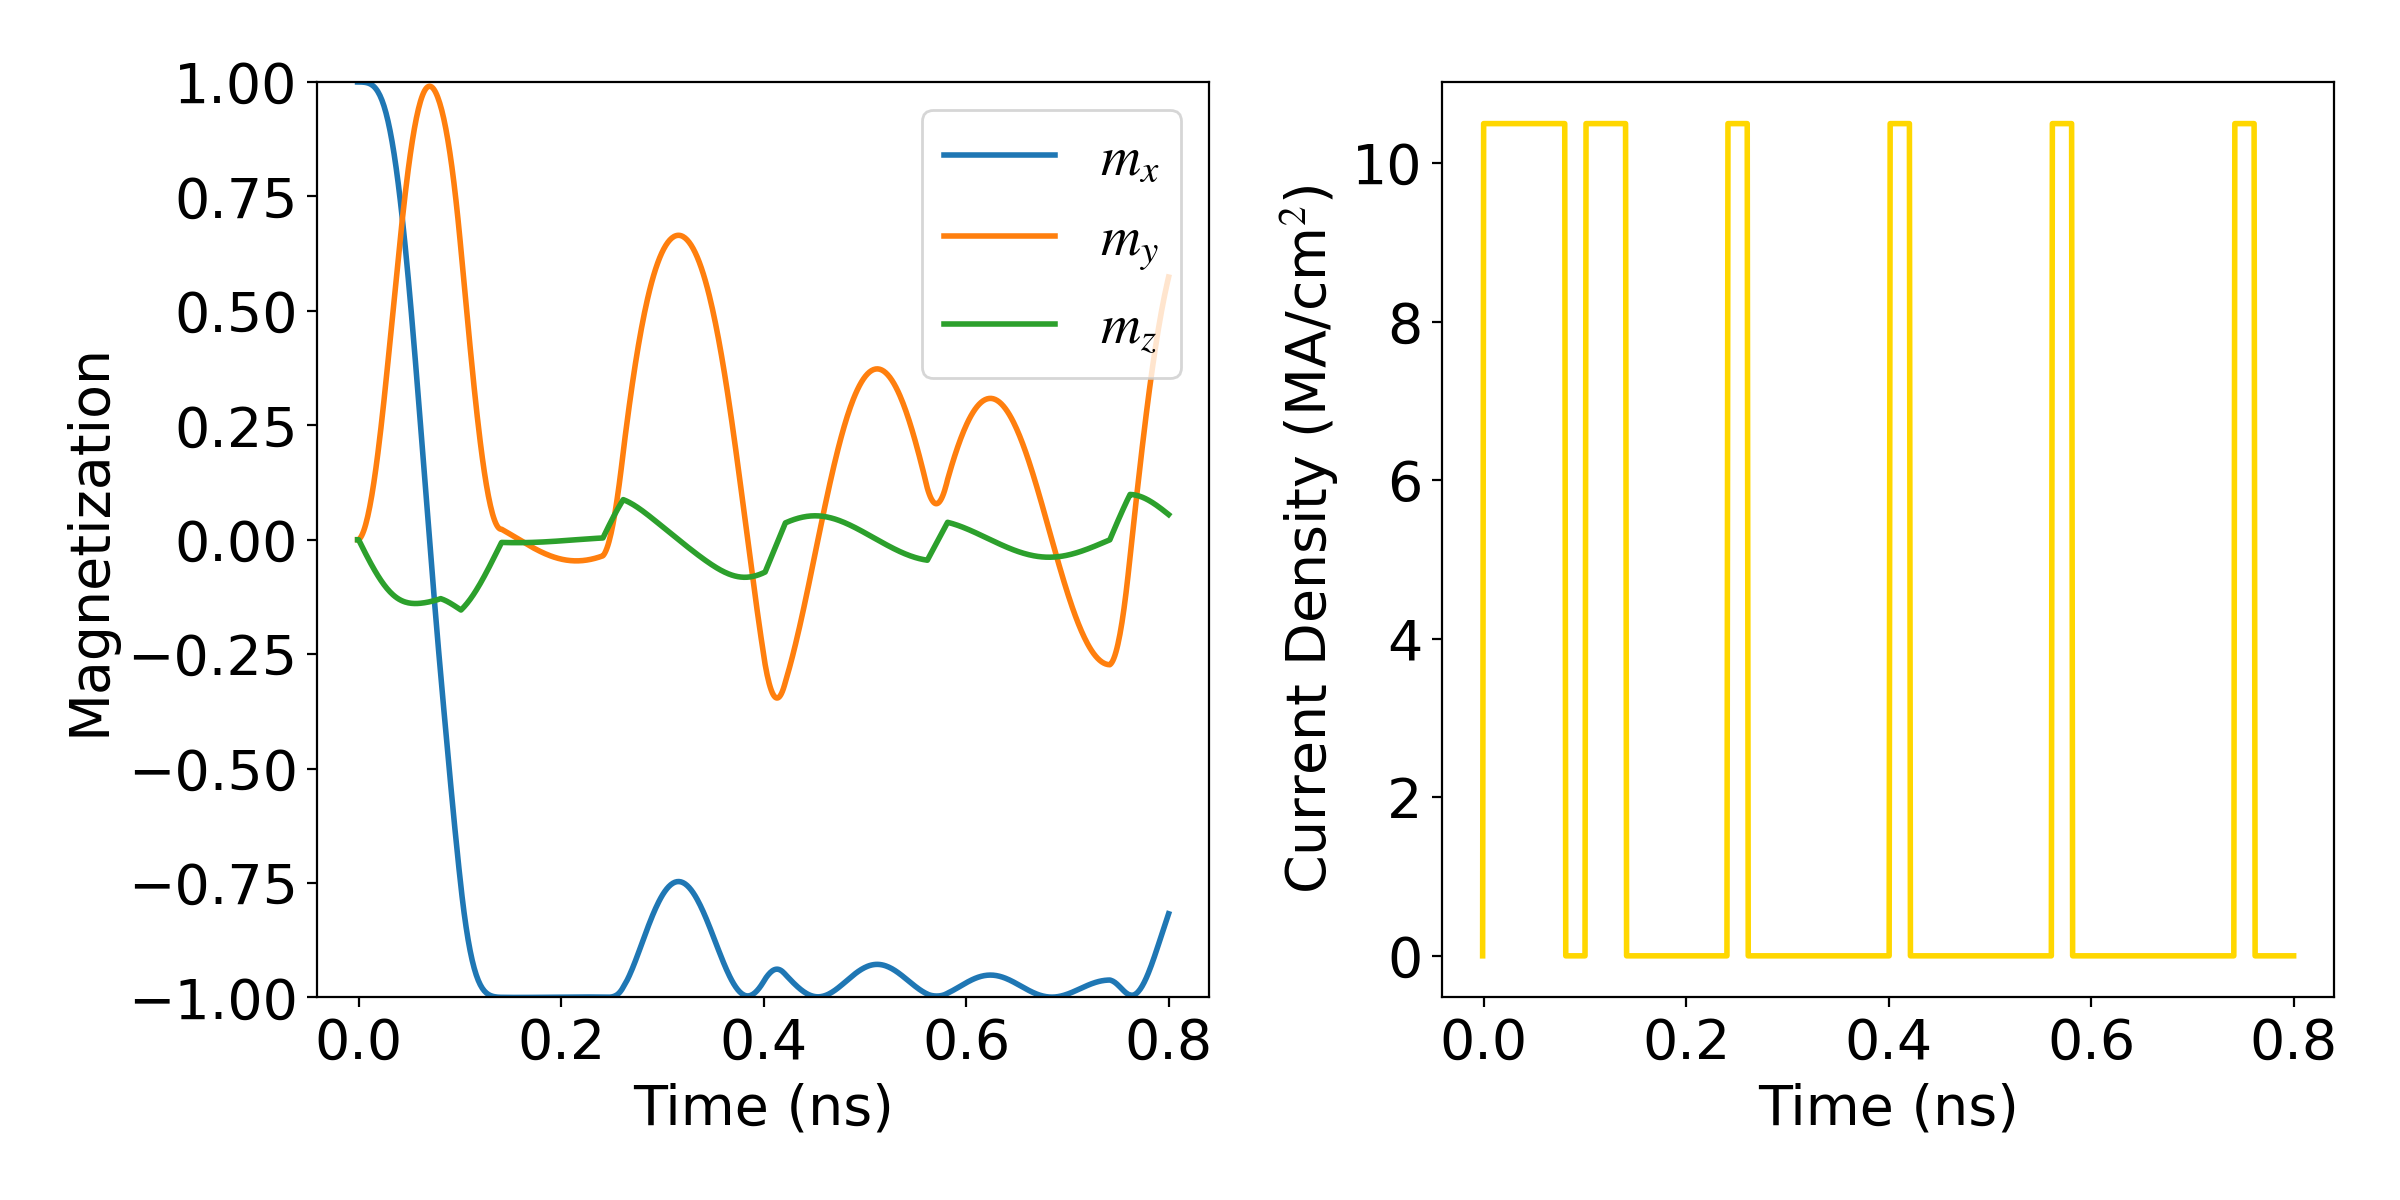 Magnetization
1.00
0.75
0.50
0.25
0.00
−0.25
−0.50
−0.75
−1.00
0.0 0.2 0.4 0.6 0.8
Time (ns)
m_x
m_y
m_z
Current Density (MA/cm²)
10
8
6
4
2
0
0.0 0.2 0.4 0.6 0.8
Time (ns)